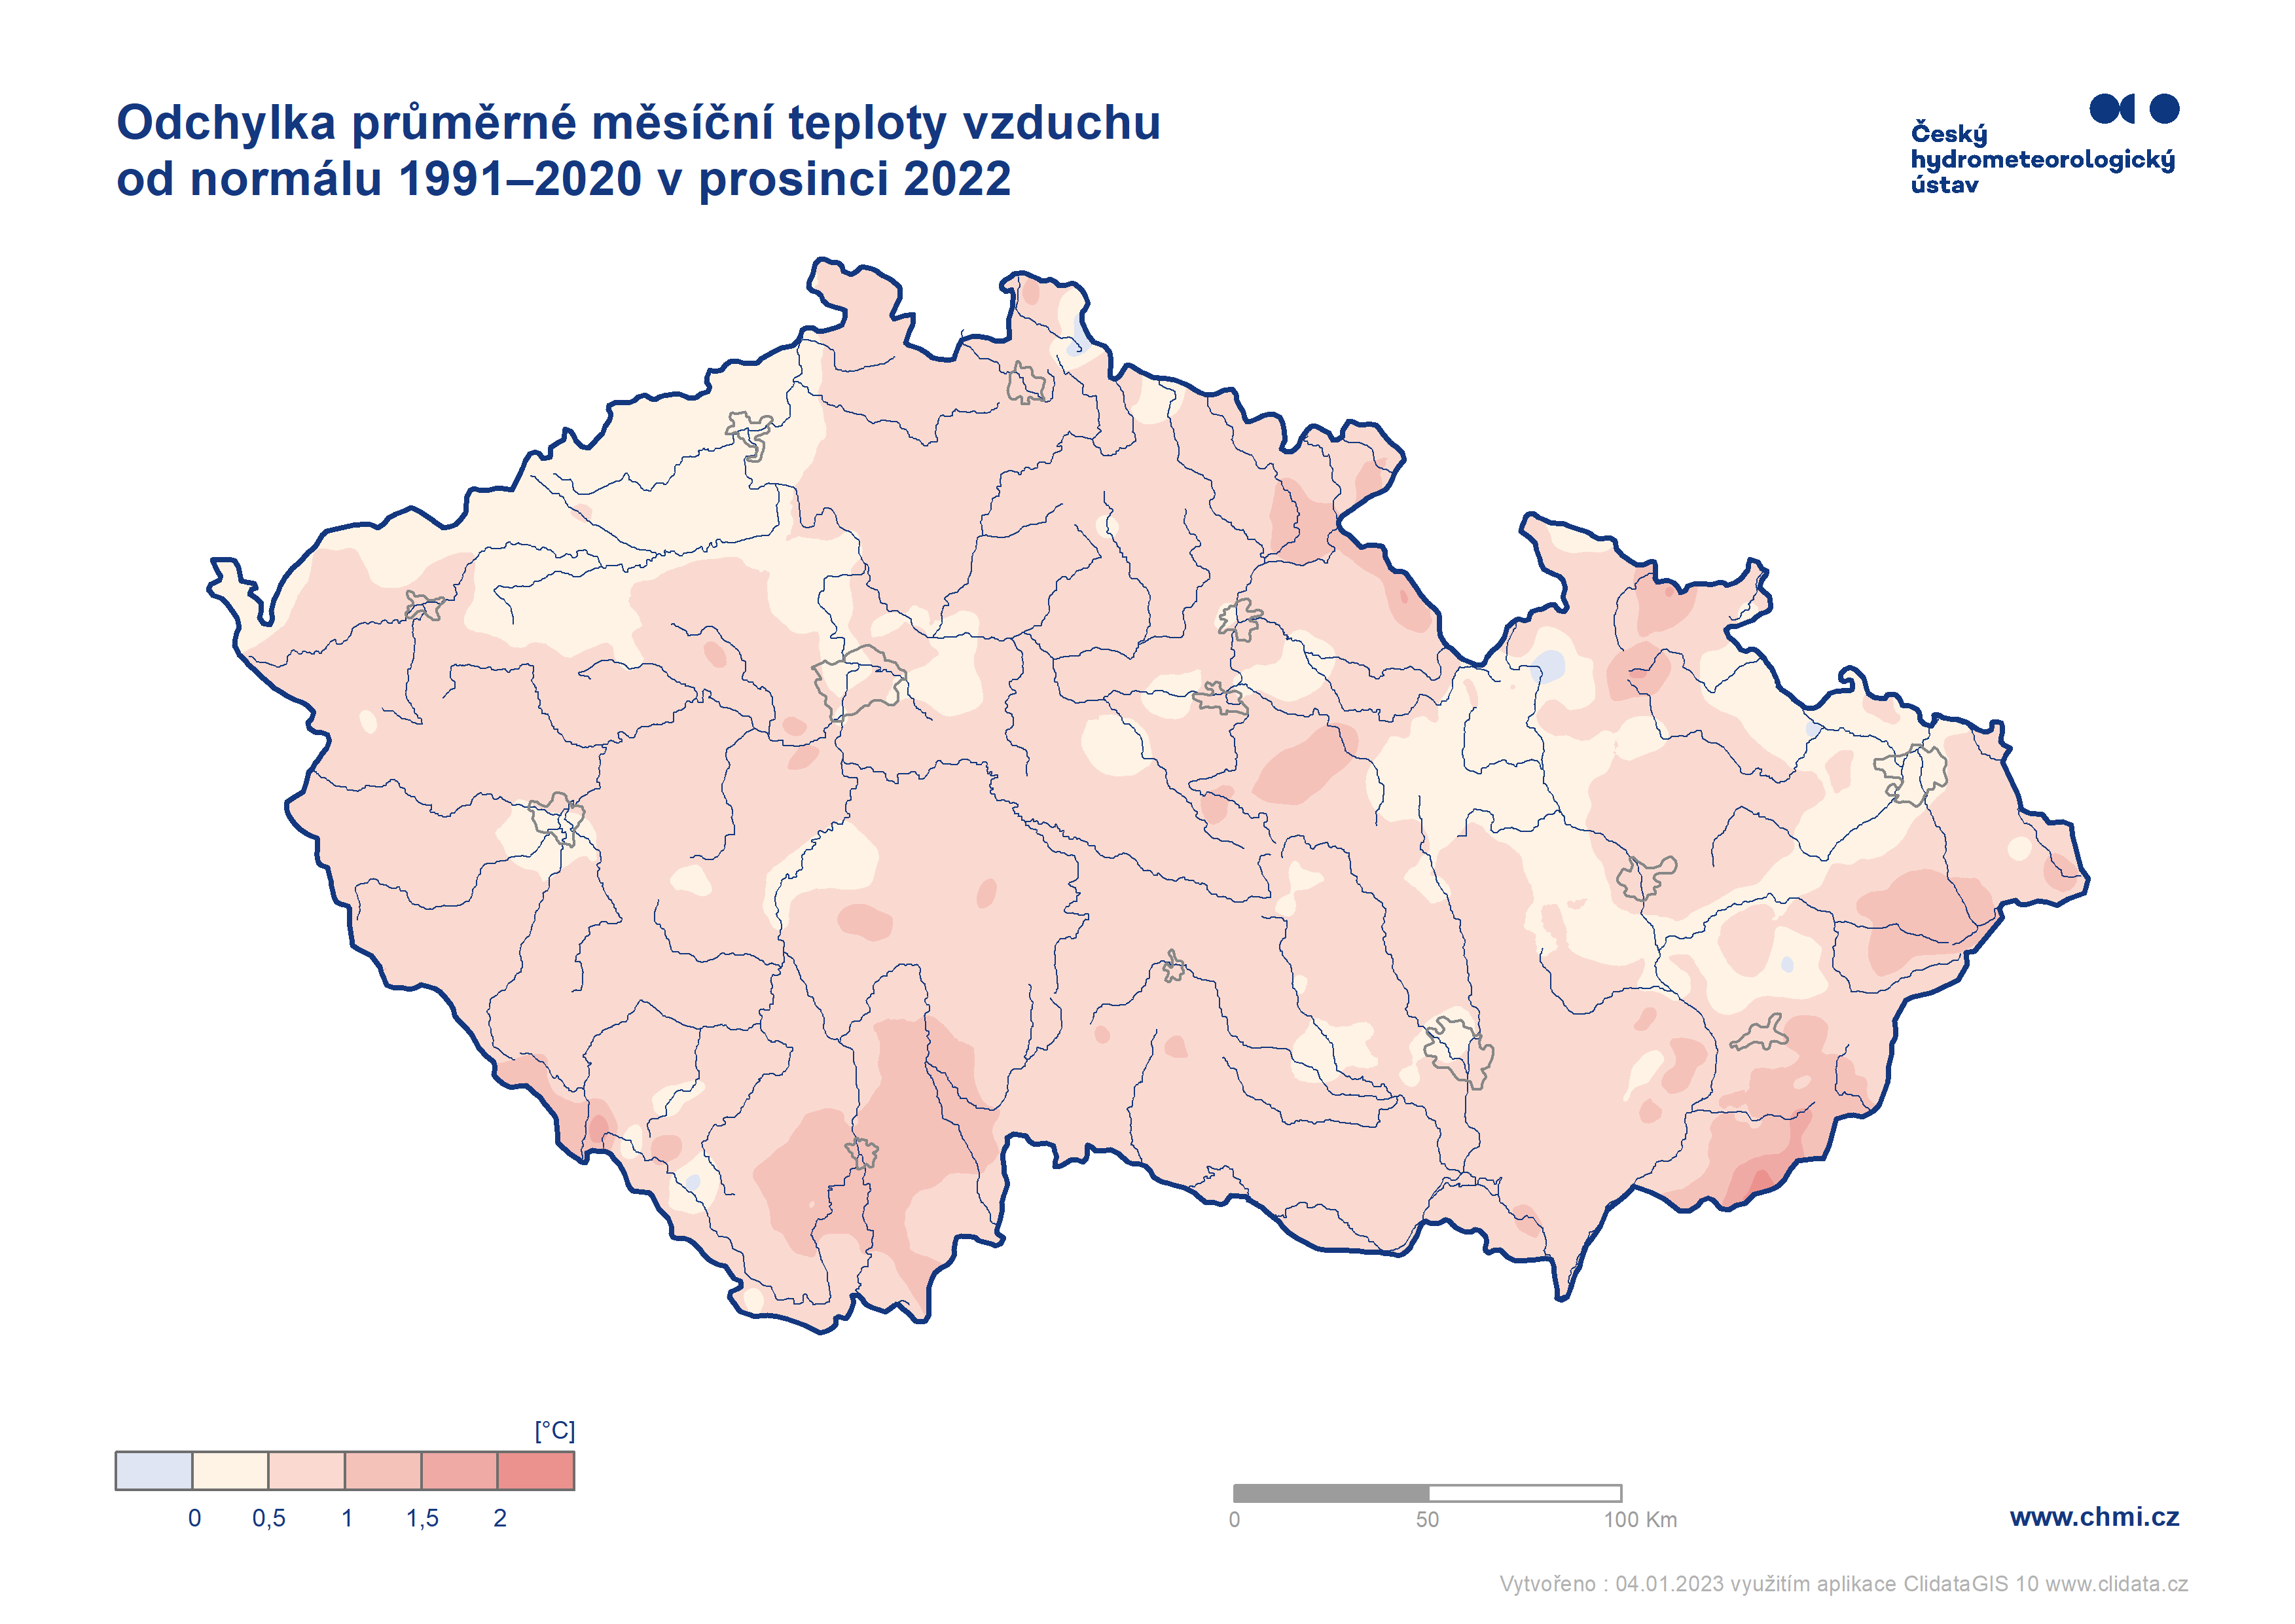 Odchylka průměrné měsíční teploty vzduchu
od normálu 1991–2020 v prosinci 2022
Český
hydrometeorologický
ústav
[°C]
0 0,5 1 1,5 2
0 50 100 Km
www.chmi.cz
Vytvořeno : 04.01.2023 využitím aplikace ClidataGIS 10 www.clidata.cz